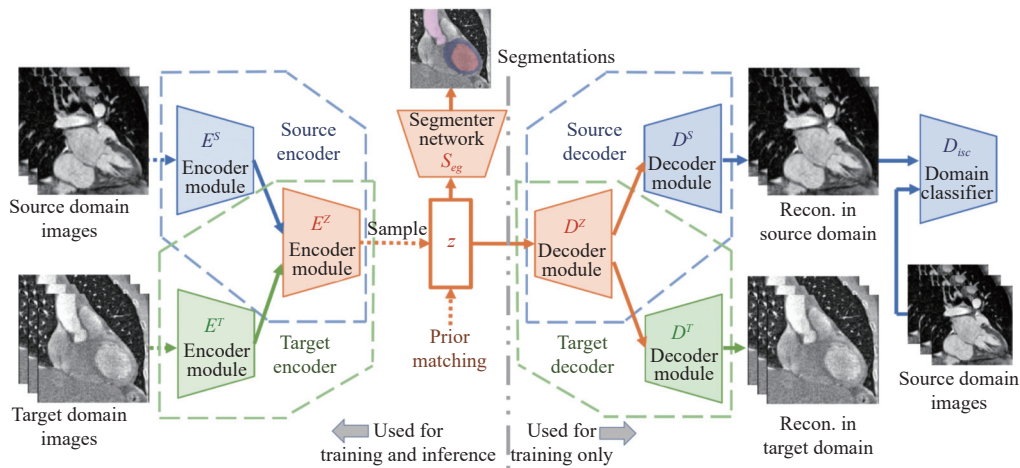 Segmentations
Source domain
images
E^S
Encoder
module
Source
encoder
Segmenter
network
S_eg
E^Z
Encoder
module
Sample
z
Prior
matching
Target domain
images
E^T
Encoder
module
Target
encoder
Source
decoder
D^S
Decoder
module
D^Z
Decoder
module
Target
decoder
D^T
Decoder
module
Recon. in
source domain
Recon. in
target domain
D_isc
Domain
classifier
Source domain
images
Used for
training and inference
Used for
training only